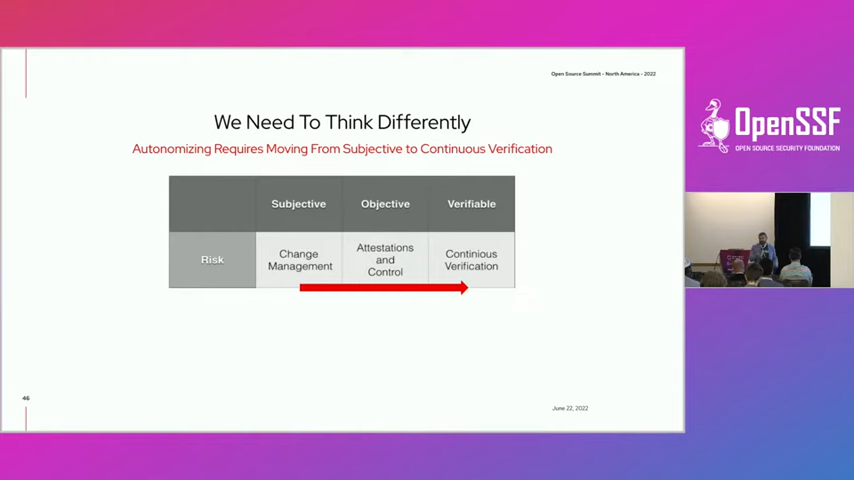 Open Source Summit - North America - 2022
We Need To Think Differently
Autonomizing Requires Moving From Subjective to Continuous Verification
Subjective Objective Verifiable
Risk
Change
Management
Attestations
and
Control
Continious
Verification
46
June 22, 2022
OpenSSF
OPEN SOURCE SECURITY FOUNDATION